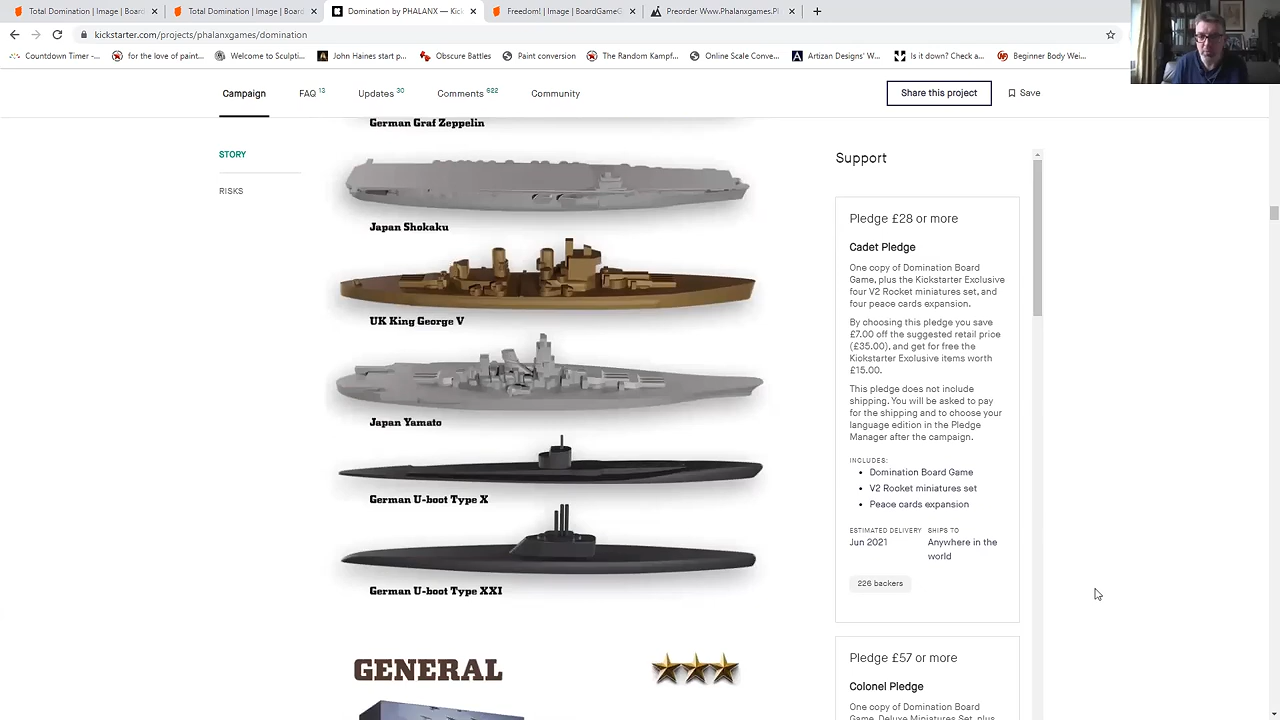 Total Domination | Image | Board
Total Domination | Image | Board
Domination by PHALANX — Kick
Freedom! | Image | BoardGameG
Preorder Www.Phalanxgames.Pl
kickstarter.com/projects/phalanxgames/domination
Countdown Timer -...
for the love of paint...
Welcome to Sculpti...
John Haines start p...
Obscure Battles
Paint conversion
The Random Kampf...
Online Scale Conve...
Artizan Designs' W...
Is it down? Check a...
Beginner Body Wei...
Campaign
FAQ 13
Updates 30
Comments 622
Community
Share this project
Save
STORY
RISKS
German Graf Zeppelin
Japan Shokaku
UK King George V
Japan Yamato
German U-boot Type X
German U-boot Type XXI
GENERAL
Support
Pledge £28 or more
Cadet Pledge
One copy of Domination Board
Game, plus the Kickstarter Exclusive
four V2 Rocket miniatures set, and
four peace cards expansion.
By choosing this pledge you save
£7.00 off the suggested retail price
(£35.00), and get for free the
Kickstarter Exclusive items worth
£15.00.
This pledge does not include
shipping. You will be asked to pay
for the shipping and to choose your
language edition in the Pledge
Manager after the campaign.
INCLUDES:
Domination Board Game
V2 Rocket miniatures set
Peace cards expansion
ESTIMATED DELIVERY
Jun 2021
SHIPS TO
Anywhere in the
world
226 backers
Pledge £57 or more
Colonel Pledge
One copy of Domination Board
Game, Deluxe Miniatures Set, plus